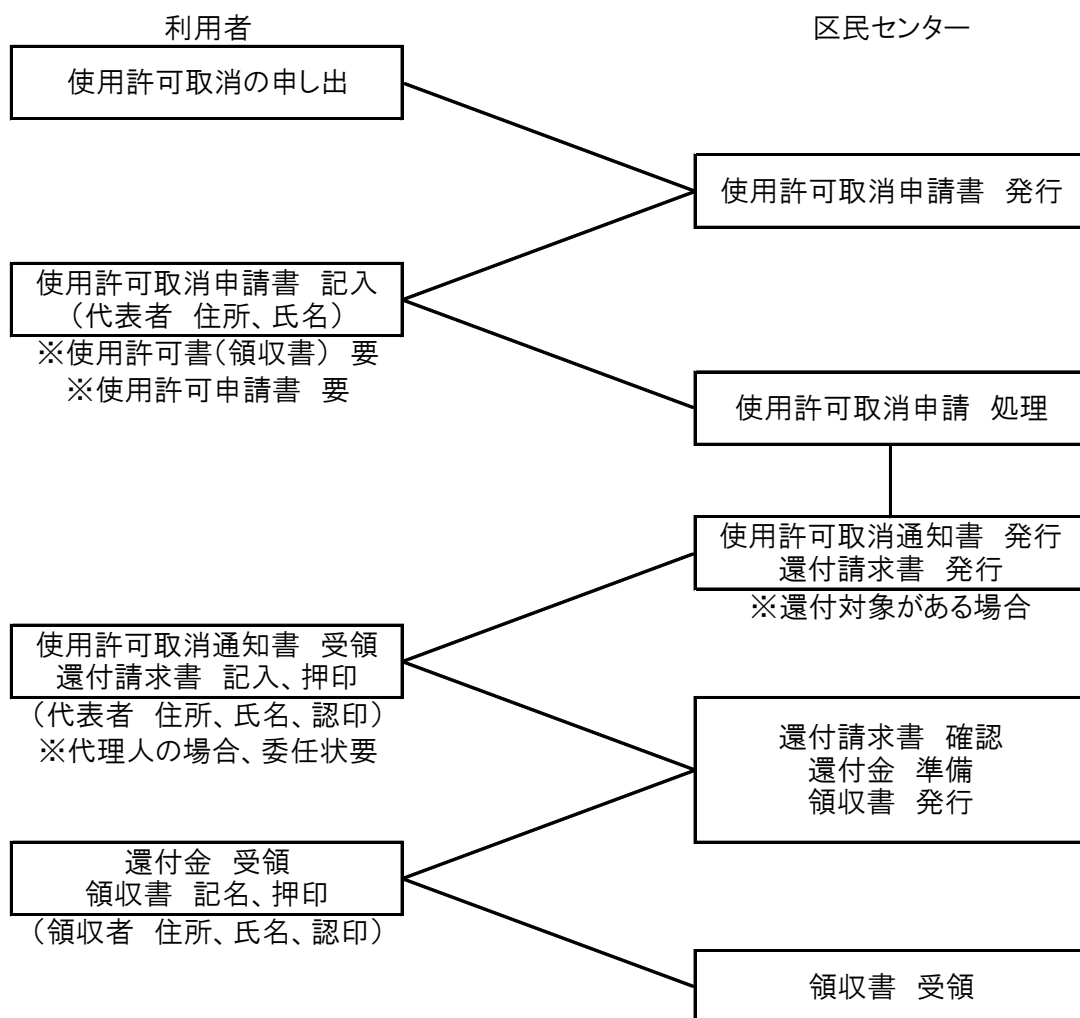 利用者
区民センター
使用許可取消の申し出
使用許可取消申請書　発行
使用許可取消申請書　記入
（代表者　住所、氏名）
※使用許可書（領収書）　要
※使用許可申請書　要
使用許可取消申請　処理
使用許可取消通知書　発行
還付請求書　発行
※還付対象がある場合
使用許可取消通知書　受領
還付請求書　記入、押印
（代表者　住所、氏名、認印）
※代理人の場合、委任状要
還付請求書　確認
還付金　準備
領収書　発行
還付金　受領
領収書　記名、押印
（領収者　住所、氏名、認印）
領収書　受領